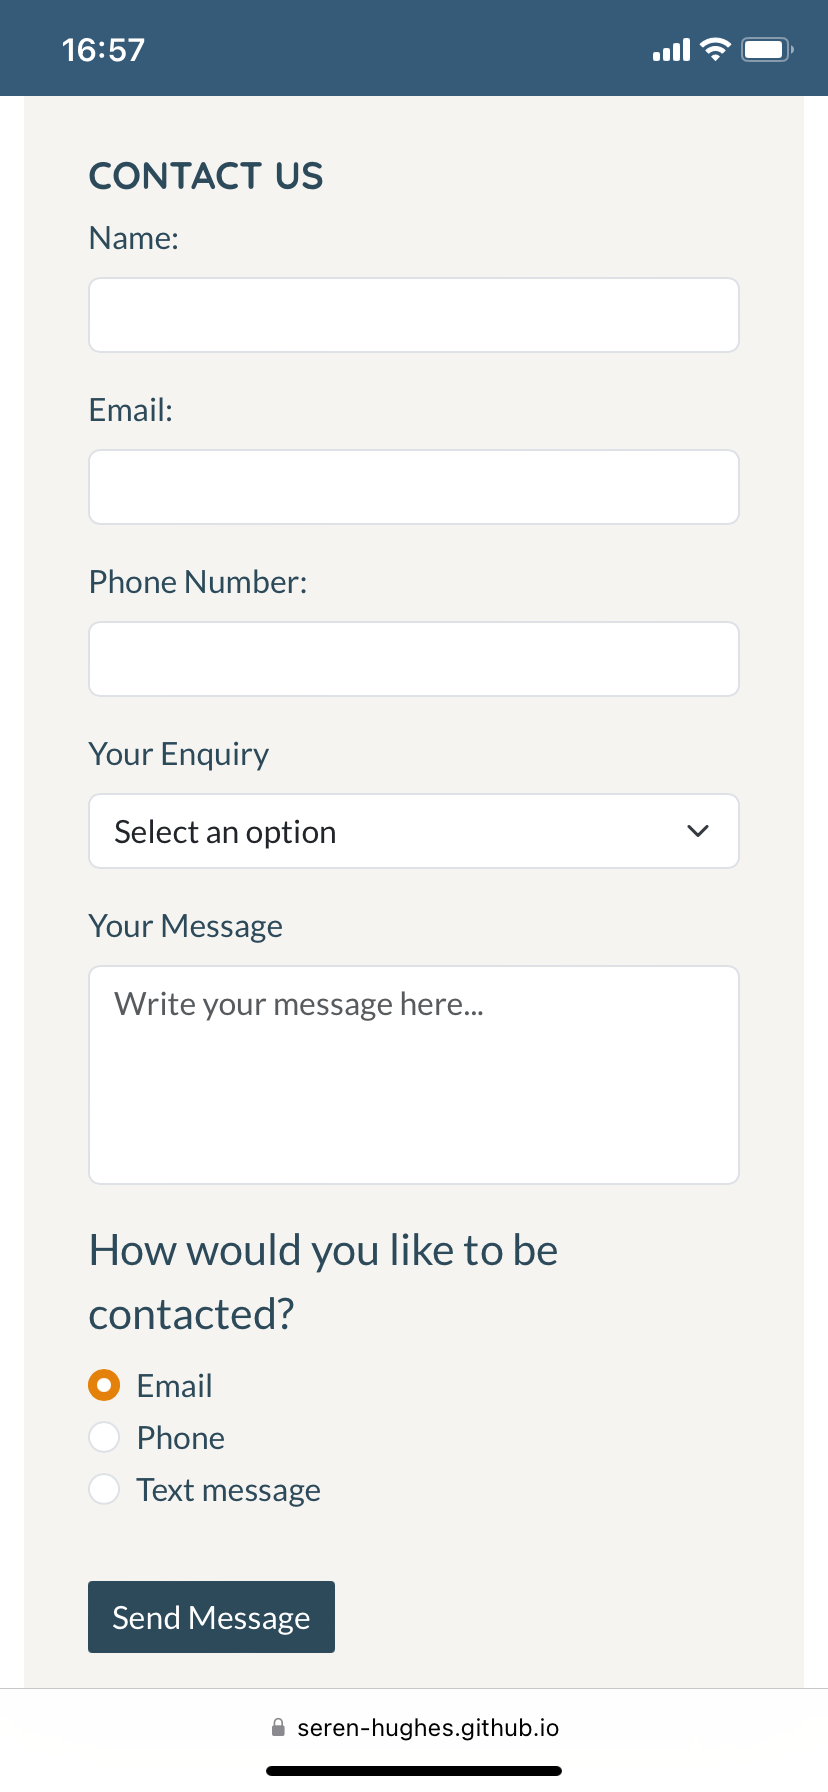 16:57
CONTACT US
Name:
Email:
Phone Number:
Your Enquiry
Select an option
Your Message
Write your message here...
How would you like to be
contacted?
Email
Phone
Text message
Send Message
seren-hughes.github.io